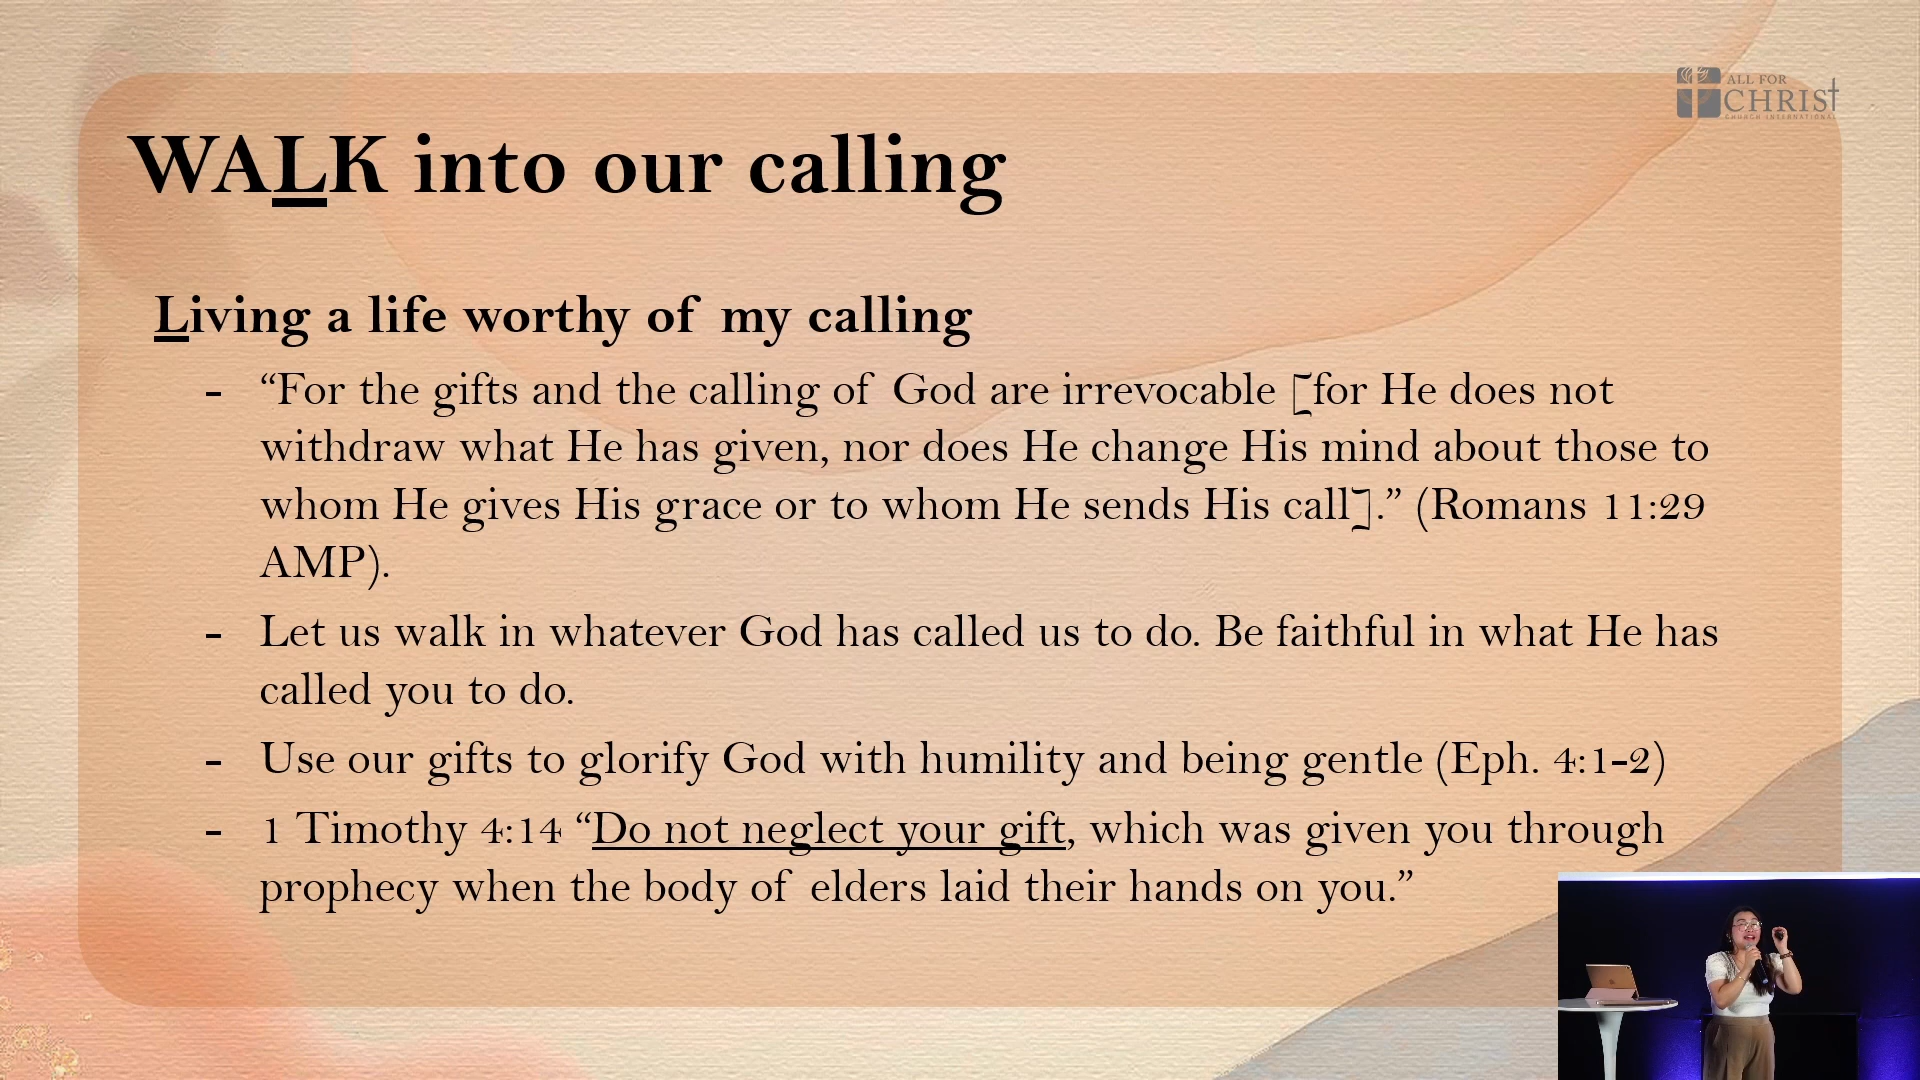 ALL FOR
CHRIST
CHURCH INTERNATIONAL
WALK into our calling
Living a life worthy of my calling
- “For the gifts and the calling of God are irrevocable [for He does not
withdraw what He has given, nor does He change His mind about those to
whom He gives His grace or to whom He sends His call].” (Romans 11:29
AMP).
- Let us walk in whatever God has called us to do. Be faithful in what He has
called you to do.
- Use our gifts to glorify God with humility and being gentle (Eph. 4:1-2)
- 1 Timothy 4:14 “Do not neglect your gift, which was given you through
prophecy when the body of elders laid their hands on you.”